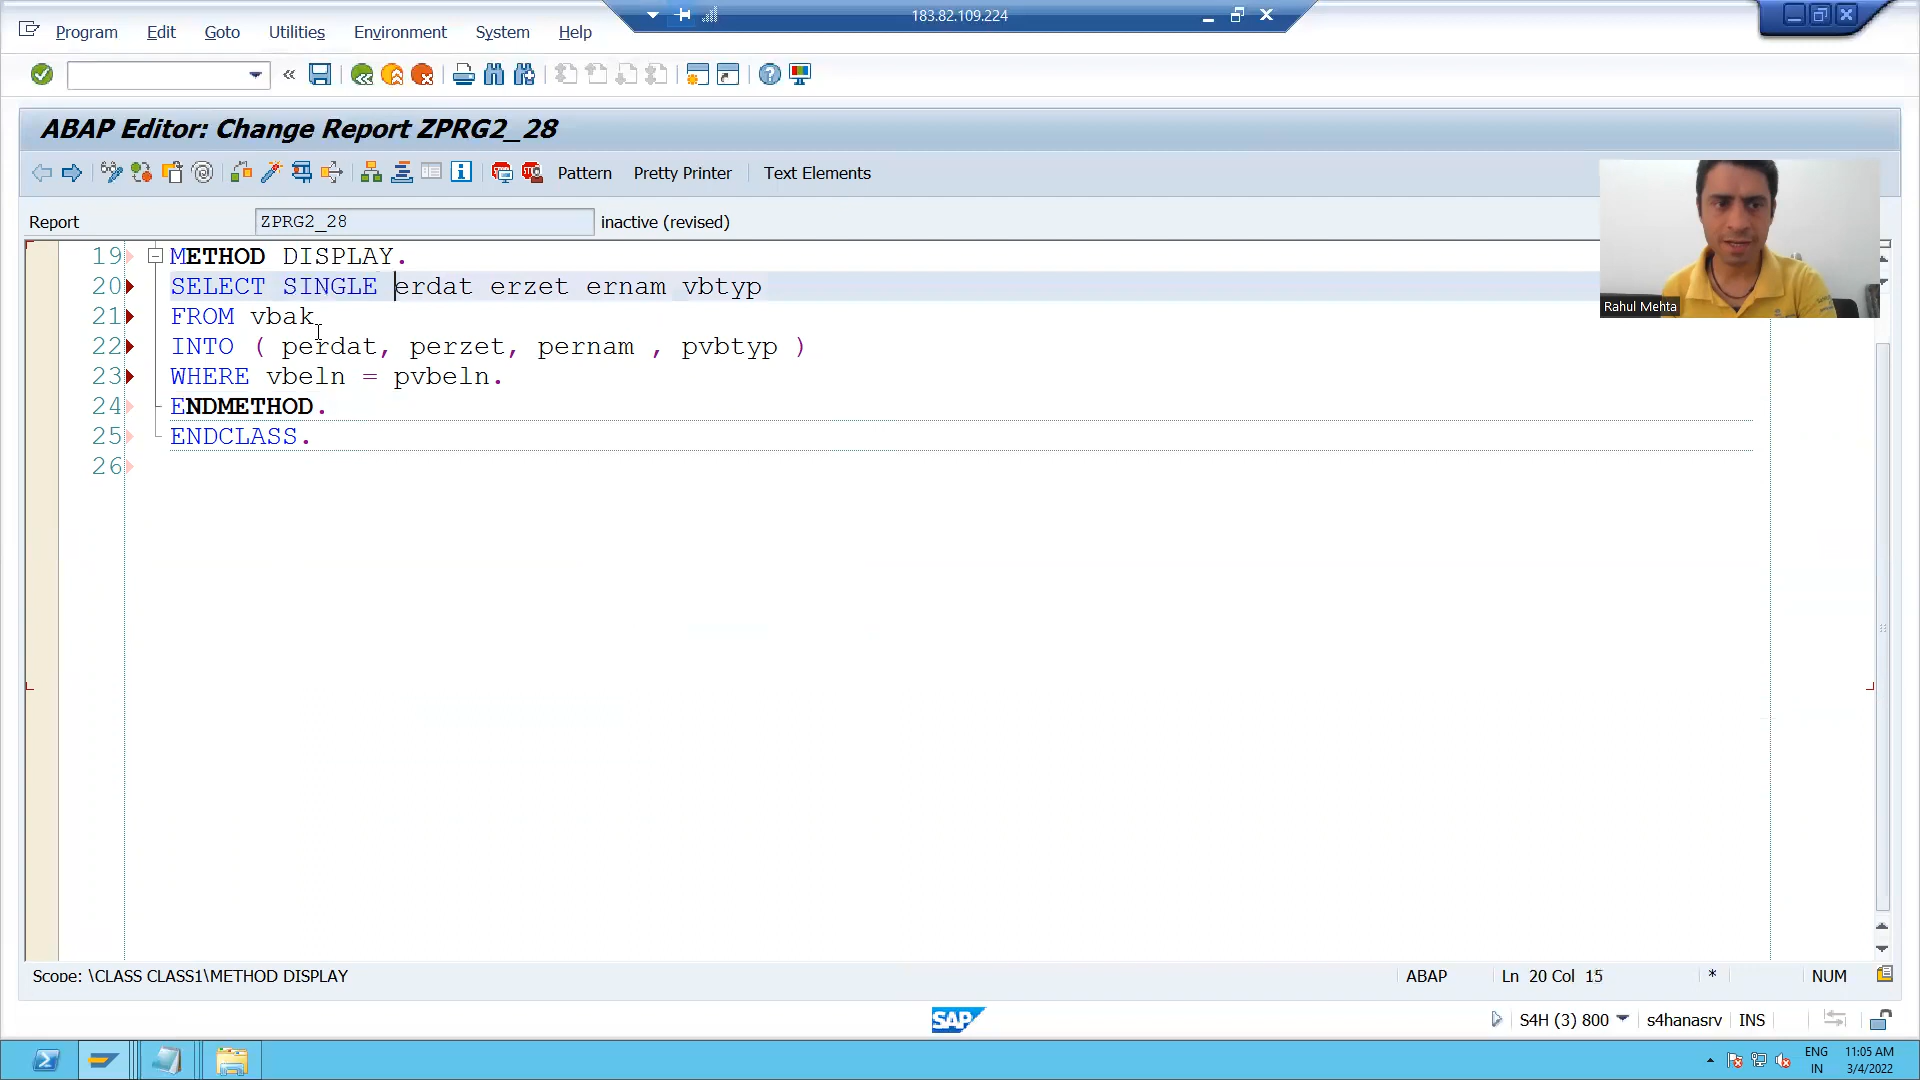 183.82.109.224
Program Edit Goto Utilities Environment System Help
ABAP Editor: Change Report ZPRG2_28
Pattern Pretty Printer Text Elements
Report ZPRG2_28 inactive (revised)
Rahul Mehta
19 METHOD DISPLAY.
20 SELECT SINGLE erdat erzet ernam vbtyp
21 FROM vbak
22 INTO ( perdat, perzet, pernam , pvbtyp )
23 WHERE vbeln = pvbeln.
24 ENDMETHOD.
25 ENDCLASS.
26
Scope: \CLASS CLASS1\METHOD DISPLAY ABAP Ln 20 Col 15 * NUM
SAP S4H (3) 800 s4hanasrv INS
ENG 11:05 AM
IN 3/4/2022